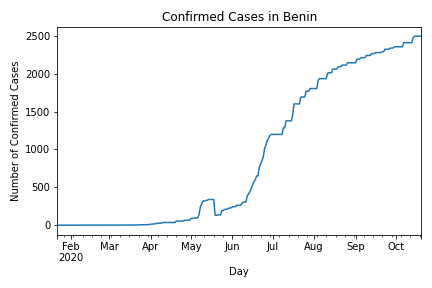 Confirmed Cases in Benin
2500
2000
1500
1000
500
0
Number of Confirmed Cases
Feb Mar Apr May Jun Jul Aug Sep Oct
2020
Day